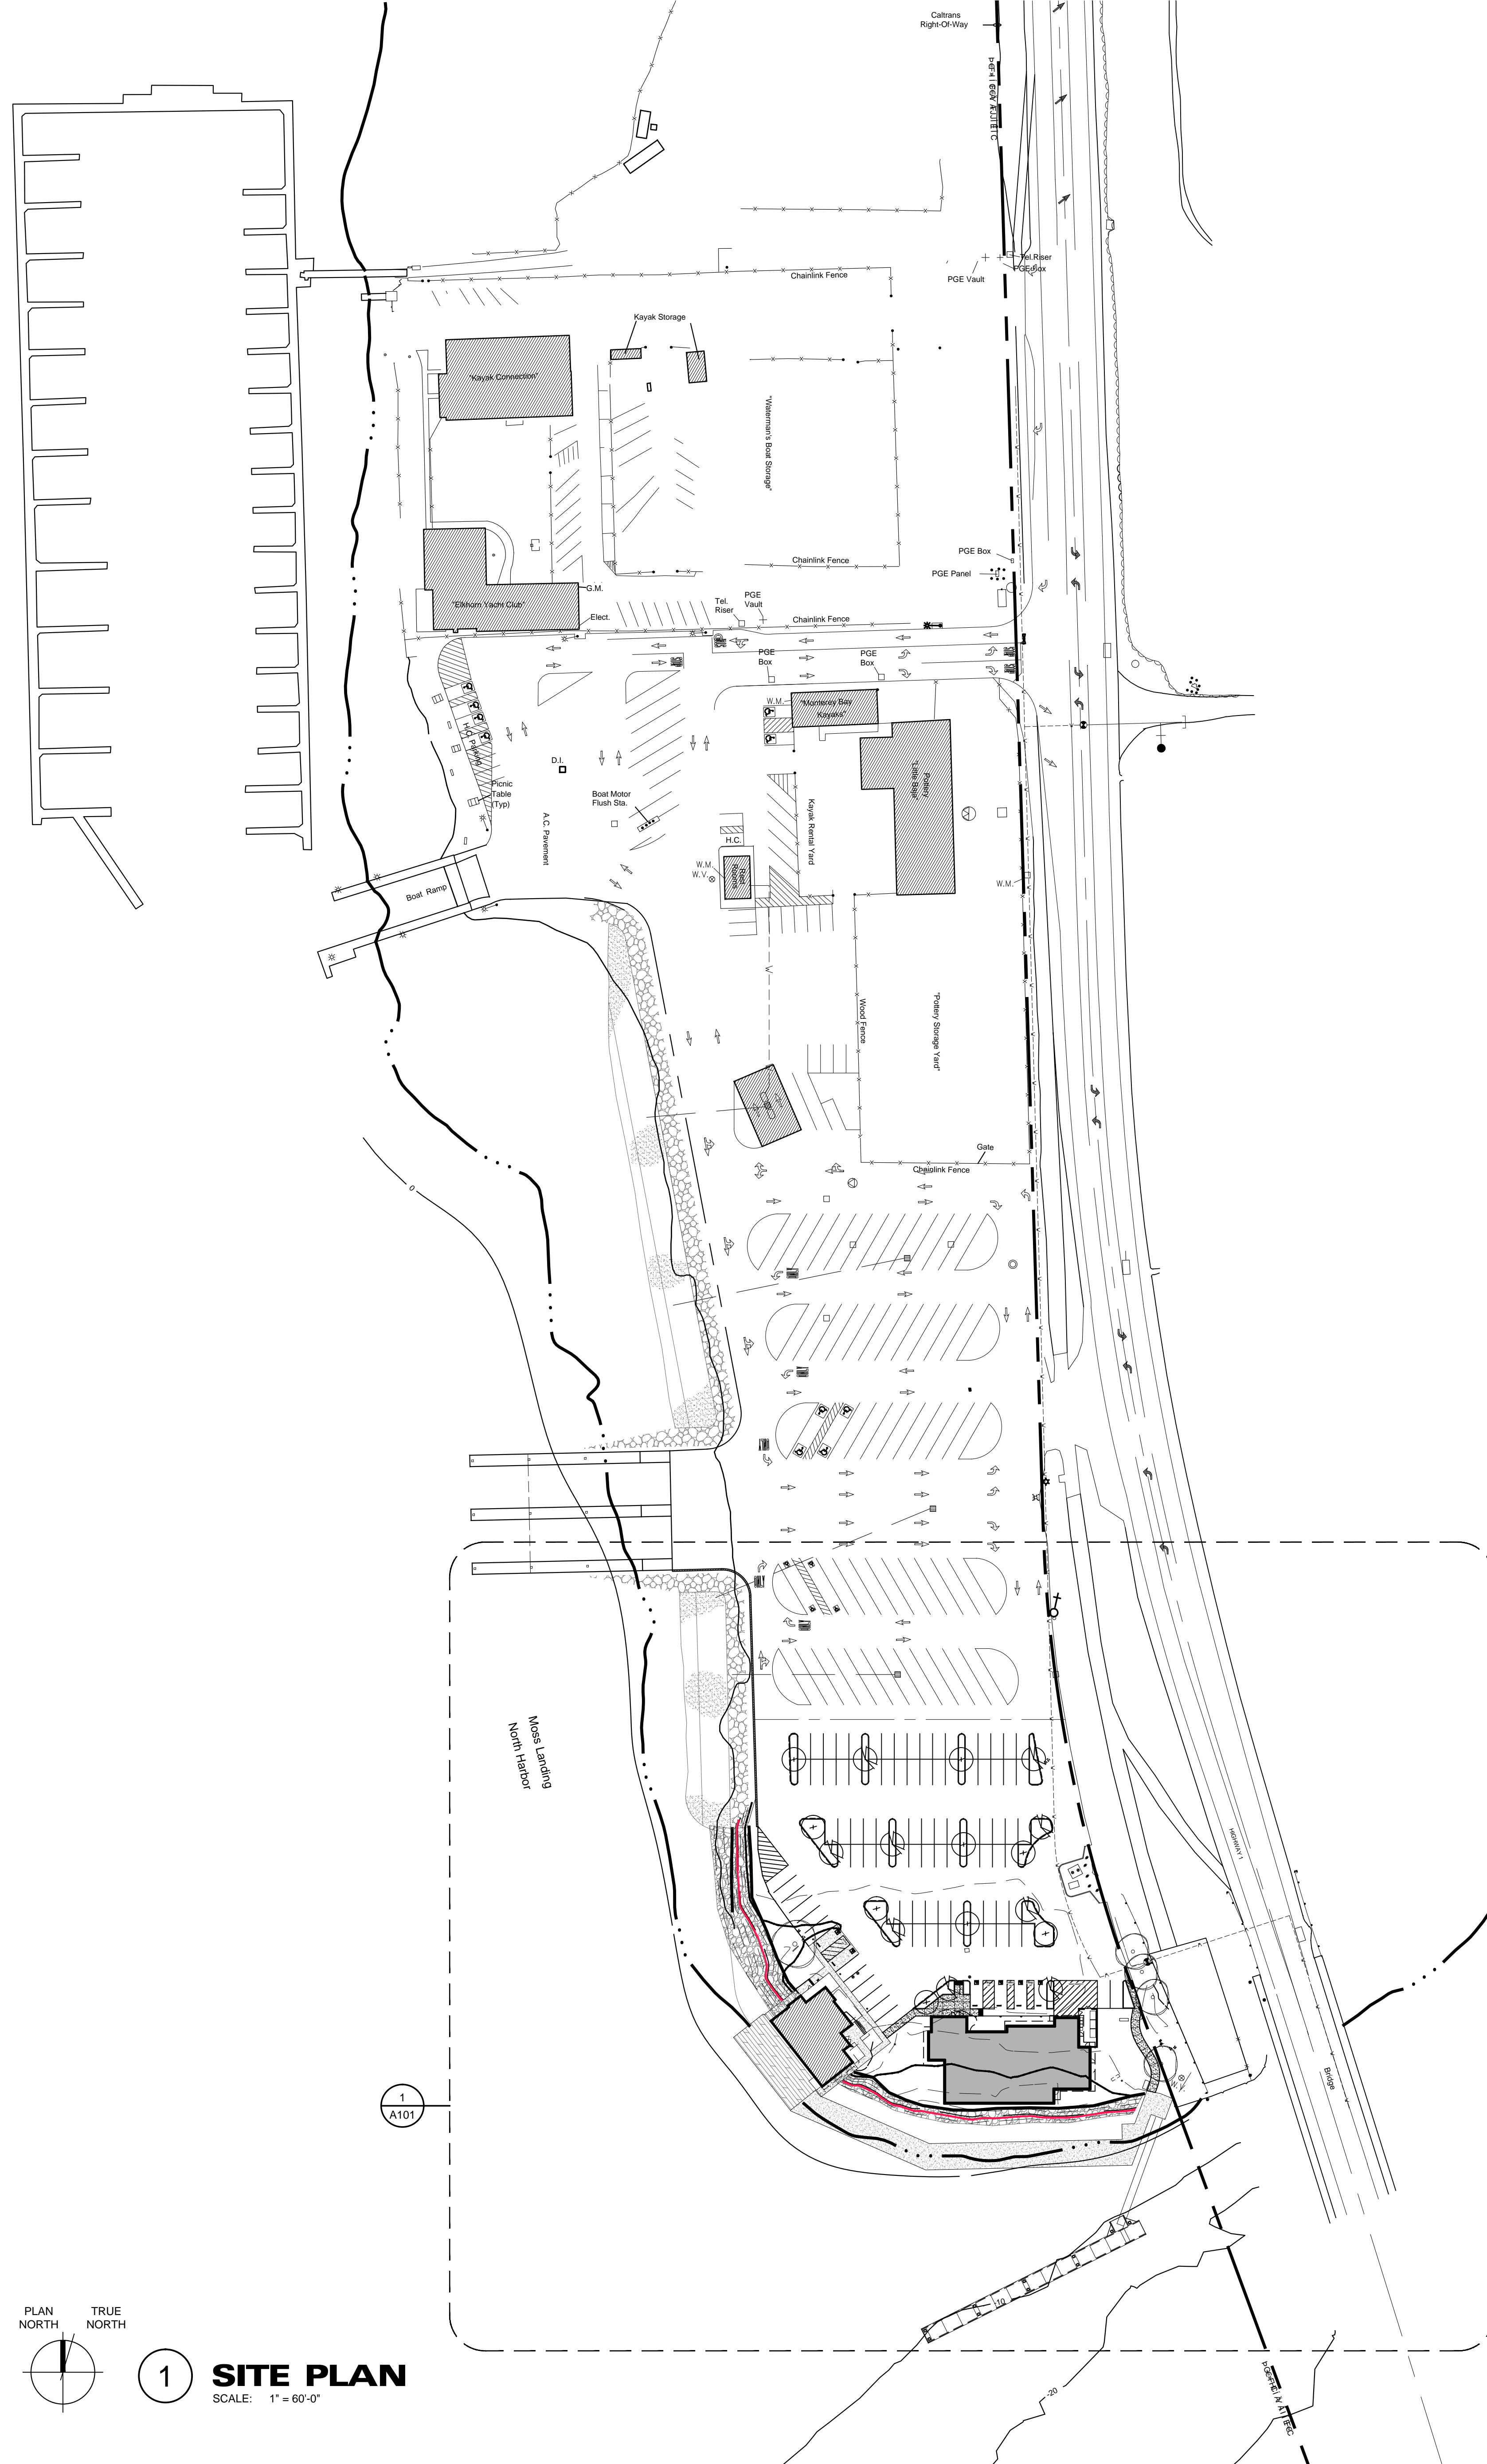 Caltrans
Right-Of-Way
Tel.Riser
PGE Box
PGE Vault
Chainlink Fence
Kayak Storage
"Kayak Connection"
"Waterman's Boat Storage"
Chainlink Fence
PGE Box
PGE Panel
G.M.
"Elkhorn Yacht Club"
Elect.
Tel.
Riser
PGE
Vault
Chainlink Fence
PGE
Box
PGE
Box
W.M.
"Monterey Bay
Kayaks"
H.C. Parking
D.I.
Picnic
Table
(Typ)
Boat Motor
Flush Sta.
A.C. Pavement
Pottery
"Little Baja"
Kayak Rental Yard
H.C.
W.M.
W.V.
Rest
Rooms
W.M.
Boat Ramp
W
Wood Fence
"Pottery Storage Yard"
Gate
Chainlink Fence
0
Moss Landing
North Harbor
HIGHWAY 1
Bridge
1
A101
-10
-20
PLAN
NORTH
TRUE
NORTH
1
SITE PLAN
SCALE: 1" = 60'-0"